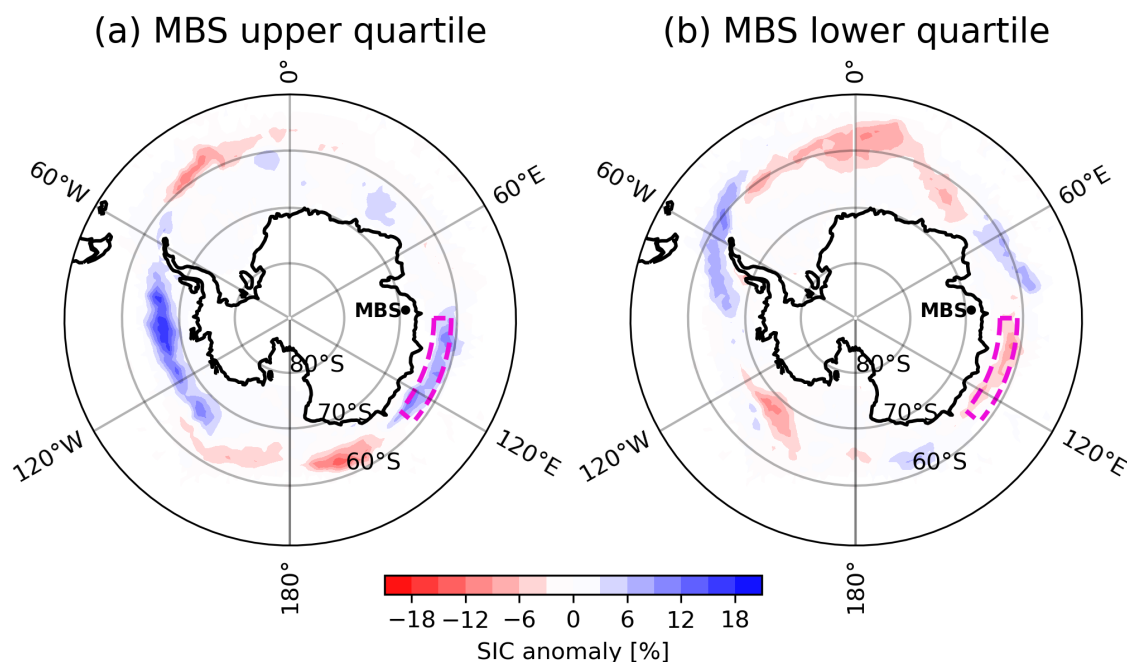 (a) MBS upper quartile
(b) MBS lower quartile
0°
0°
60°W
60°E
60°W
60°E
MBS
MBS
80°S
80°S
70°S
70°S
60°S
60°S
120°W
120°E
120°W
120°E
180°
180°
−18 −12 −6 0 6 12 18
SIC anomaly [%]